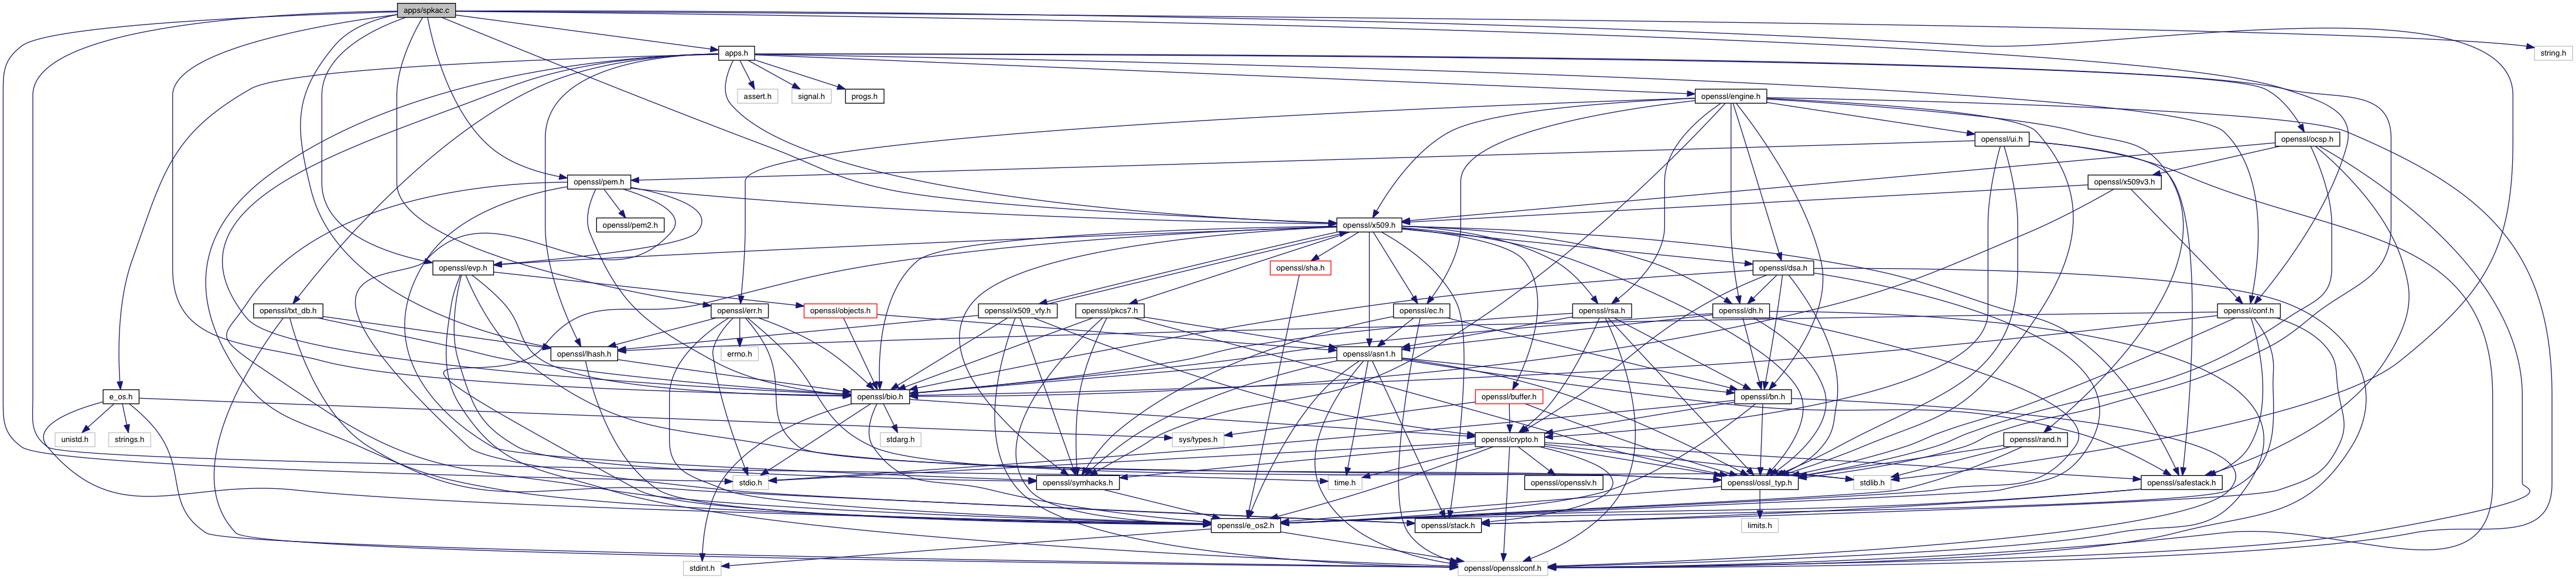 apps/spkac.c
apps.h
string.h
assert.h
signal.h
progs.h
openssl/engine.h
openssl/ui.h
openssl/ocsp.h
openssl/pem.h
openssl/x509v3.h
openssl/pem2.h
openssl/x509.h
openssl/evp.h
openssl/sha.h
openssl/dsa.h
openssl/txt_db.h
openssl/err.h
openssl/objects.h
openssl/x509_vfy.h
openssl/pkcs7.h
openssl/ec.h
openssl/rsa.h
openssl/dh.h
openssl/conf.h
openssl/lhash.h
errno.h
openssl/asn1.h
e_os.h
openssl/bio.h
openssl/buffer.h
openssl/bn.h
unistd.h
strings.h
stdarg.h
sys/types.h
openssl/crypto.h
openssl/rand.h
stdio.h
openssl/symhacks.h
time.h
openssl/opensslv.h
openssl/ossl_typ.h
stdlib.h
openssl/safestack.h
openssl/e_os2.h
openssl/stack.h
limits.h
stdint.h
openssl/opensslconf.h